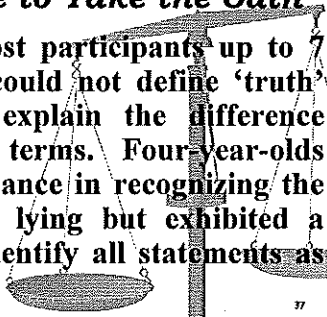 e to Take the Oath
ost participants up to 7
could not define ‘truth’
explain the difference
terms. Four-year-olds
ance in recognizing the
lying but exhibited a
entify all statements as
37